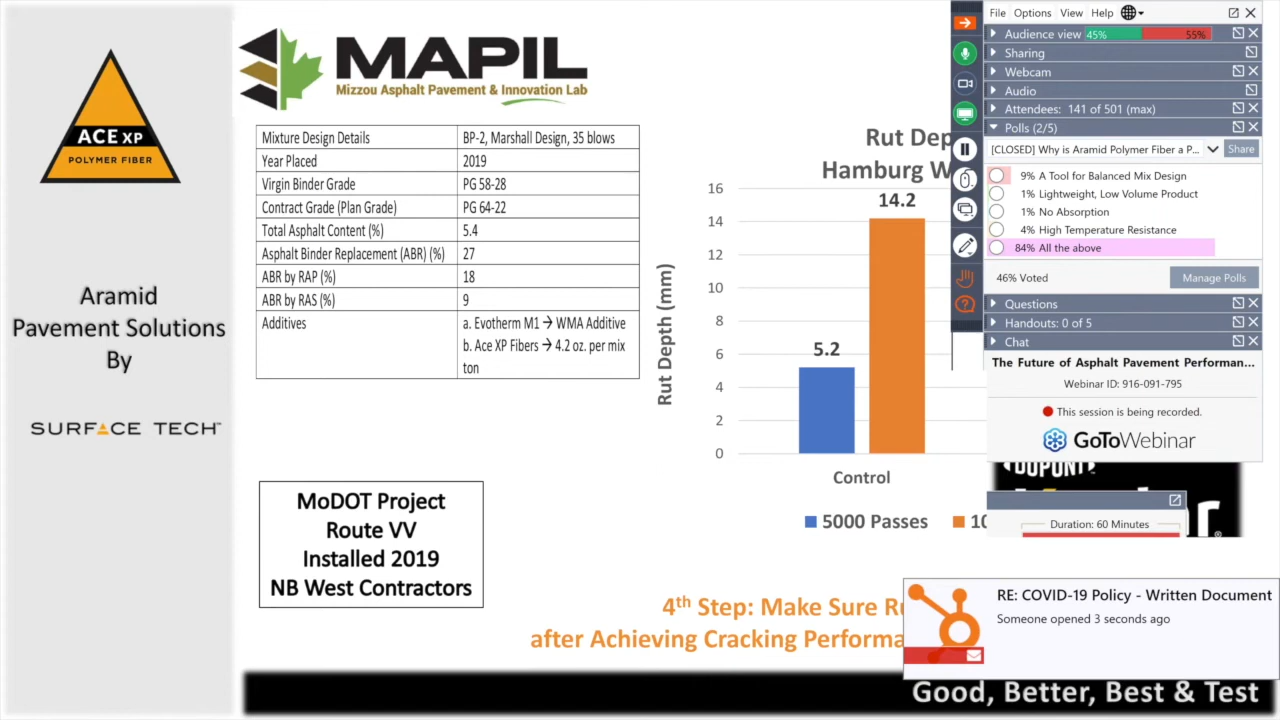 ACE XP
POLYMER FIBER
Aramid
Pavement Solutions
By
SURFACE TECH
MAPIL
Mizzou Asphalt Pavement & Innovation Lab
Mixture Design Details BP-2, Marshall Design, 35 blows
Year Placed 2019
Virgin Binder Grade PG 58-28
Contract Grade (Plan Grade) PG 64-22
Total Asphalt Content (%) 5.4
Asphalt Binder Replacement (ABR) (%) 27
ABR by RAP (%) 18
ABR by RAS (%) 9
Additives a. Evotherm M1 → WMA Additive
b. Ace XP Fibers → 4.2 oz. per mix
ton
MoDOT Project
Route VV
Installed 2019
NB West Contractors
Rut Dep
Hamburg W
Rut Depth (mm)
16
14
12
10
8
6
4
2
0
5.2
14.2
Control
5000 Passes 10
4th Step: Make Sure Ru
after Achieving Cracking Performa
Good, Better, Best & Test
File Options View Help
Audience view 45% 55%
Sharing
Webcam
Audio
Attendees: 141 of 501 (max)
Polls (2/5)
[CLOSED] Why is Aramid Polymer Fiber a P... Share
9% A Tool for Balanced Mix Design
1% Lightweight, Low Volume Product
1% No Absorption
4% High Temperature Resistance
84% All the above
46% Voted Manage Polls
Questions
Handouts: 0 of 5
Chat
The Future of Asphalt Pavement Performan...
Webinar ID: 916-091-795
This session is being recorded.
GoToWebinar
DUPONT
Duration: 60 Minutes
r.
RE: COVID-19 Policy - Written Document
Someone opened 3 seconds ago